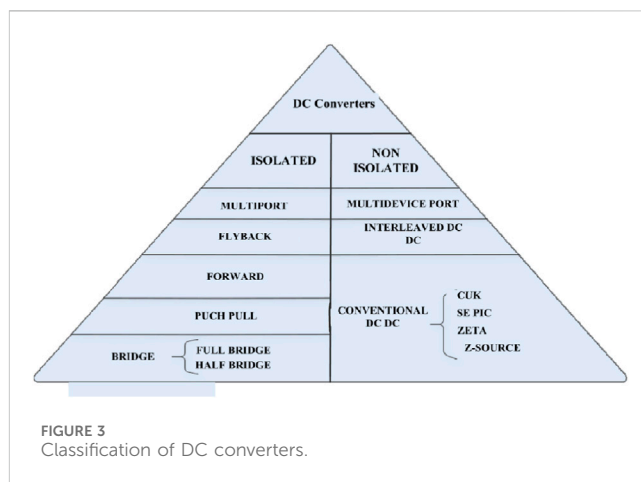 DC Converters
ISOLATED
NON
ISOLATED
MULTIPORT
MULTIDEVICE PORT
FLYBACK
INTERLEAVED DC
DC
FORWARD
PUCH PULL
BRIDGE
FULL BRIDGE
HALF BRIDGE
CONVENTIONAL
DC DC
CUK
SE PIC
ZETA
Z-SOURCE
FIGURE 3
Classification of DC converters.